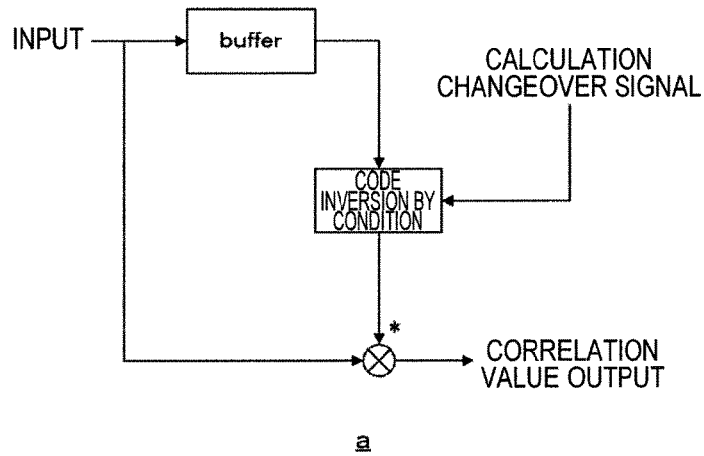 INPUT
buffer
CALCULATION
CHANGEOVER SIGNAL
CODE
INVERSION BY
CONDITION
*
CORRELATION
VALUE OUTPUT
a